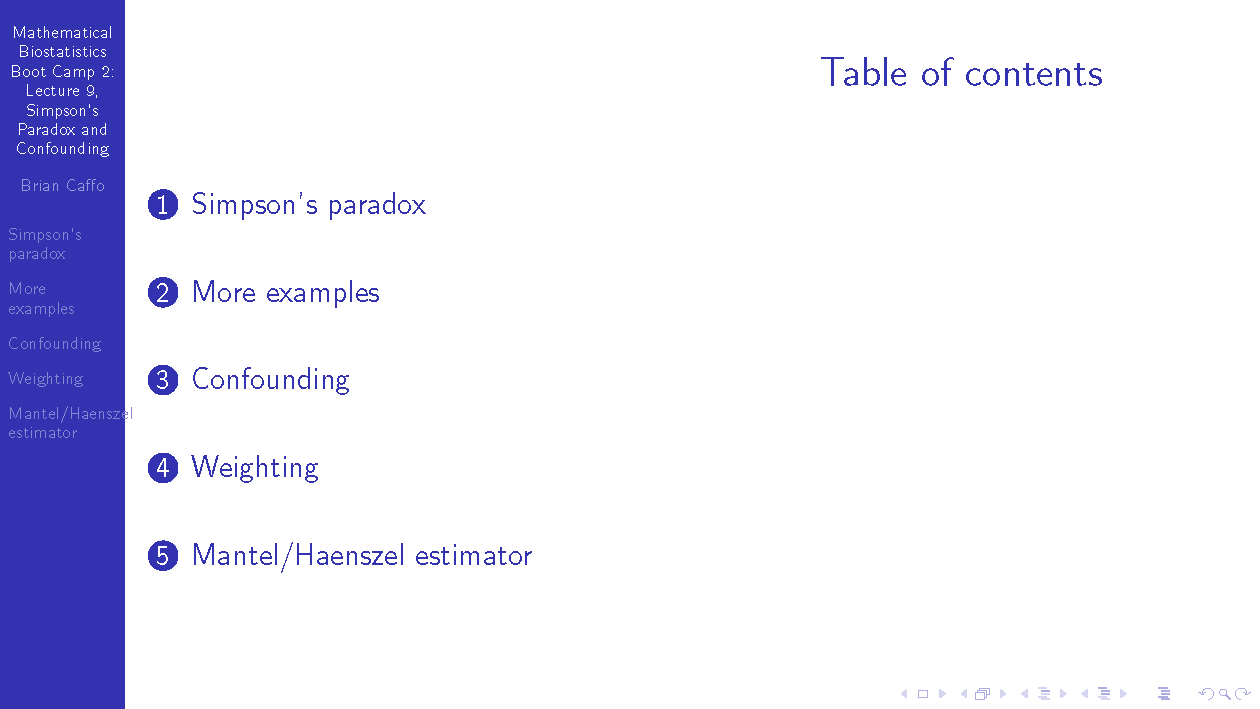 Mathematical
Biostatistics
Boot Camp 2:
Lecture 9,
Simpson's
Paradox and
Confounding
Brian Caffo
Simpson's
paradox
More
examples
Confounding
Weighting
Mantel/Haenszel
estimator
Table of contents
1 Simpson's paradox
2 More examples
3 Confounding
4 Weighting
5 Mantel/Haenszel estimator